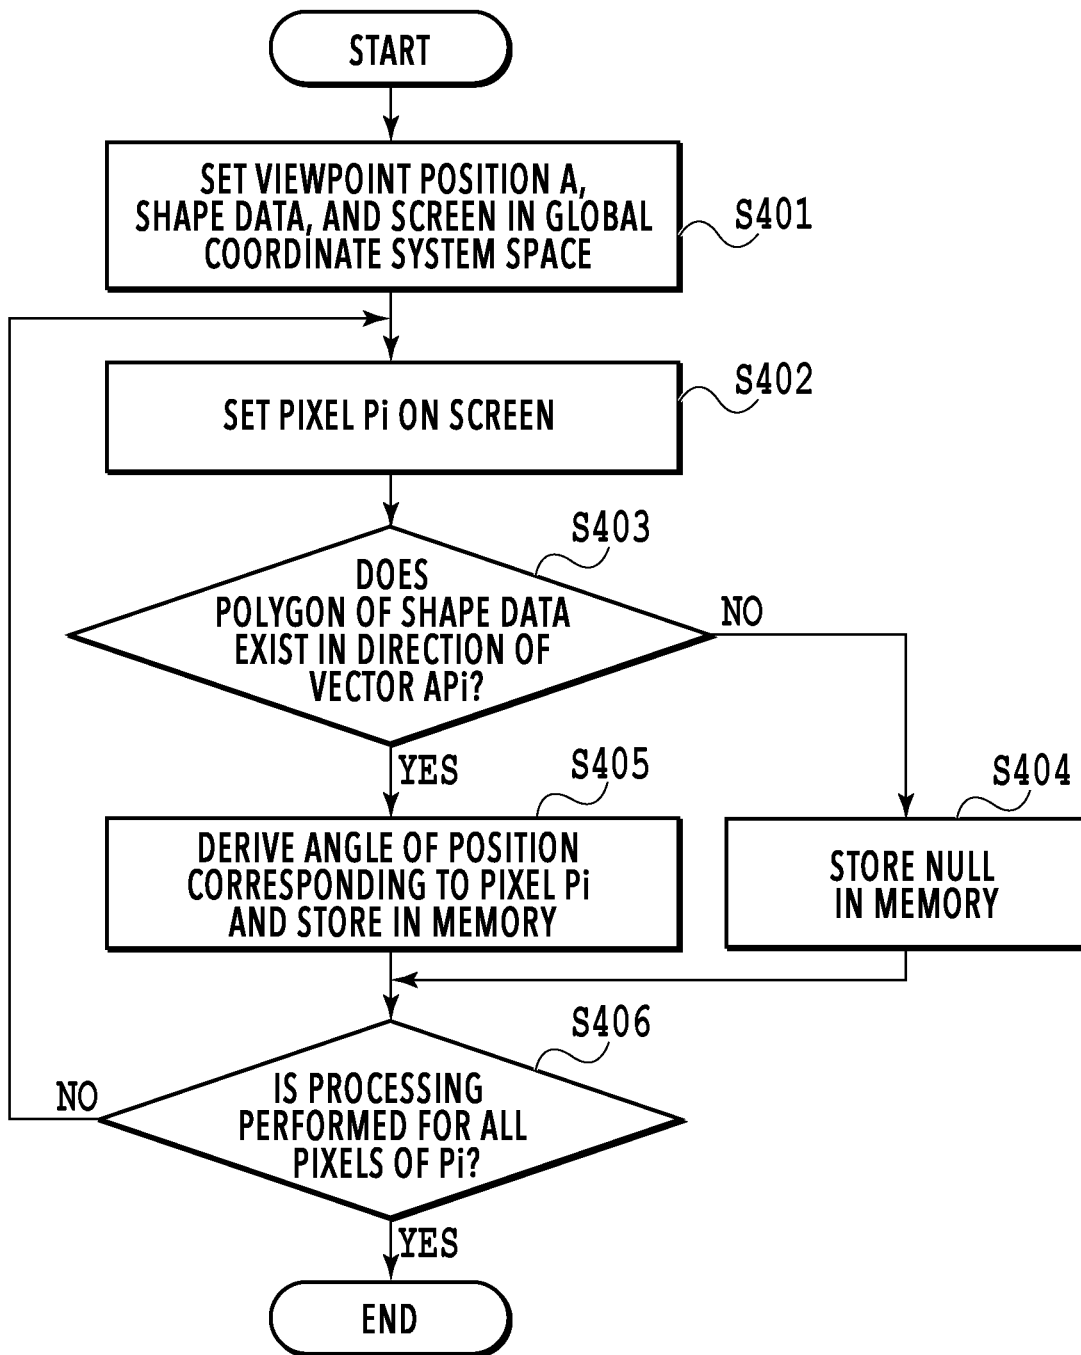 START
SET VIEWPOINT POSITION A,
SHAPE DATA, AND SCREEN IN GLOBAL
COORDINATE SYSTEM SPACE
S401
S402
SET PIXEL Pi ON SCREEN
S403
DOES
POLYGON OF SHAPE DATA
EXIST IN DIRECTION OF
VECTOR APi?
NO
YES
S405
S404
DERIVE ANGLE OF POSITION
CORRESPONDING TO PIXEL Pi
AND STORE IN MEMORY
STORE NULL
IN MEMORY
S406
IS PROCESSING
PERFORMED FOR ALL
PIXELS OF Pi?
NO
YES
END